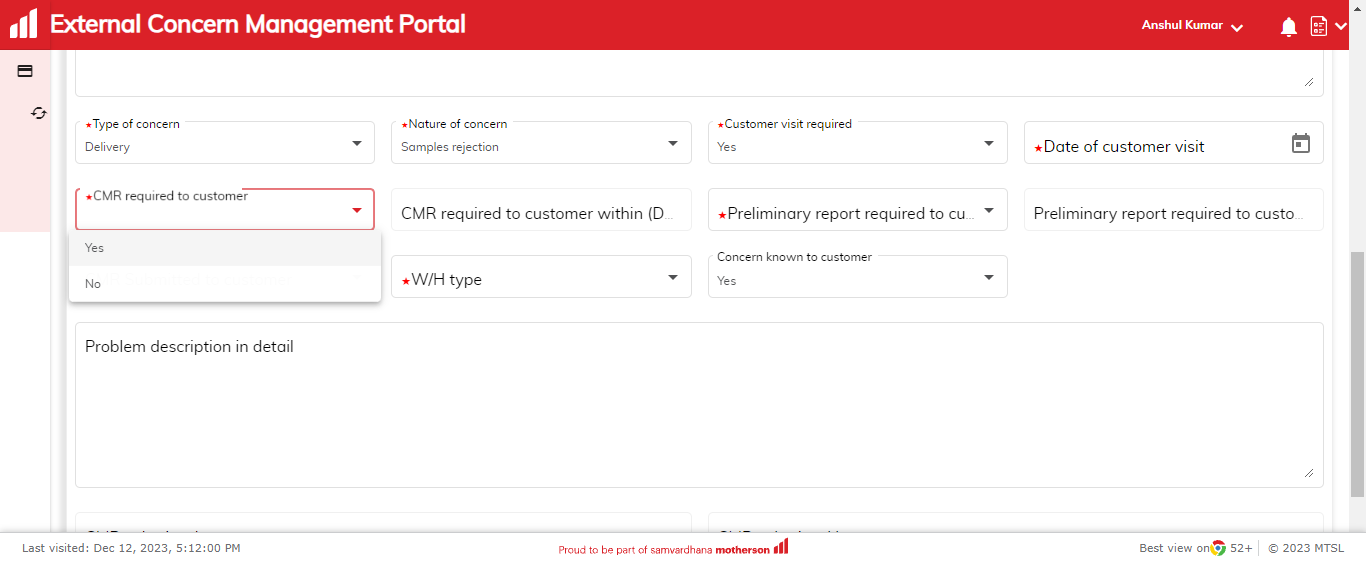 External Concern Management Portal
Anshul Kumar
★Type of concern
Delivery
★Nature of concern
Samples rejection
★Customer visit required
Yes
★Date of customer visit
★CMR required to customer
CMR required to customer within (D...
★Preliminary report required to cu...
Preliminary report required to custo...
Yes
No
★W/H type
Concern known to customer
Yes
Problem description in detail
Last visited: Dec 12, 2023, 5:12:00 PM
Proud to be part of samvardhana motherson
Best view on 52+
© 2023 MTSL